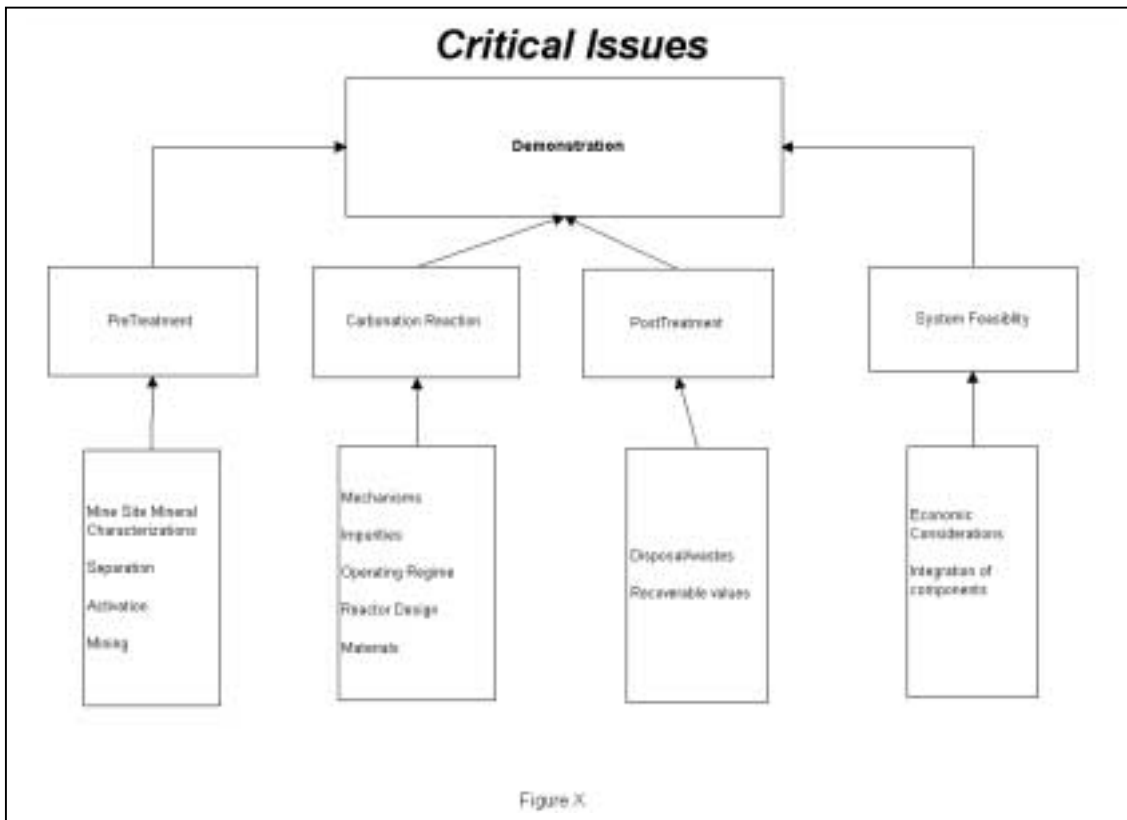 Critical Issues
Demonstration
PreTreatment
Carbonation Reaction
PostTreatment
System Feasiblity
Mine Site Mineral
Characterizations
Separation
Activation
Mining
Mechanisms
Impurities
Operating Regime
Reactor Design
Materials
Disposal/wastes
Recoverable values
Economic
Considerations
Integration of
components
Figure X